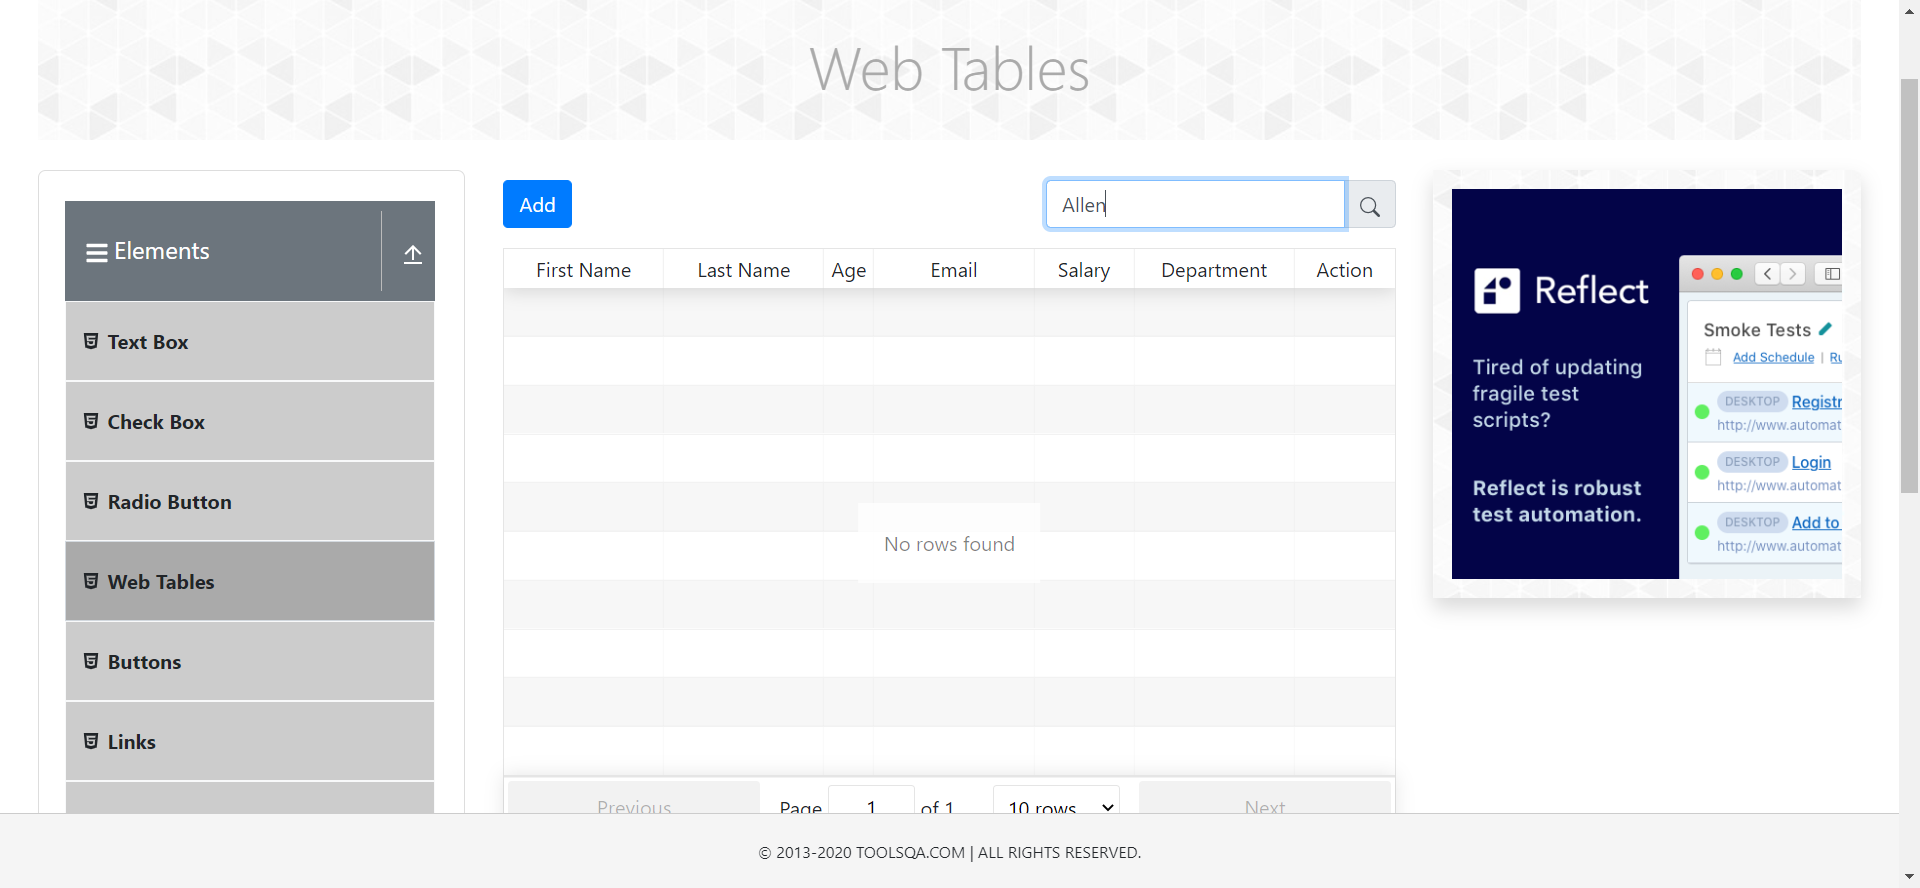 Web Tables
Elements
Text Box
Check Box
Radio Button
Web Tables
Buttons
Links
Add
Allen
First Name Last Name Age Email Salary Department Action
No rows found
Previous Page 1 of 1 10 rows Next
Reflect
Tired of updating
fragile test
scripts?
Reflect is robust
test automation.
Smoke Tests
Add Schedule | Ru
DESKTOP Registr
http://www.automat
DESKTOP Login
http://www.automat
DESKTOP Add to
http://www.automat
© 2013-2020 TOOLSQA.COM | ALL RIGHTS RESERVED.